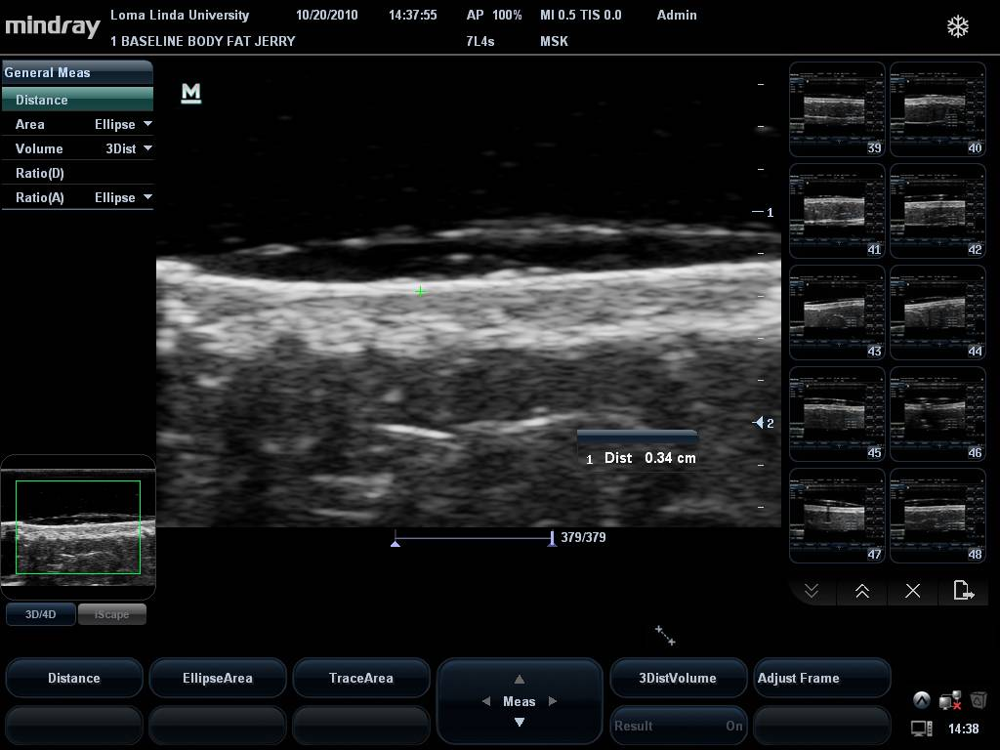 mindray
Loma Linda University 10/20/2010 14:37:55 AP 100% MI 0.5 TIS 0.0 Admin
1 BASELINE BODY FAT JERRY 7L4s MSK
General Meas
Distance
Area Ellipse
Volume 3Dist
Ratio(D)
Ratio(A) Ellipse
M
1
2
1 Dist 0.34 cm
379/379
39 40
41 42
43 44
45 46
47 48
3D/4D iScape
Distance EllipseArea TraceArea Meas 3DistVolume Adjust Frame
Result On
14:38